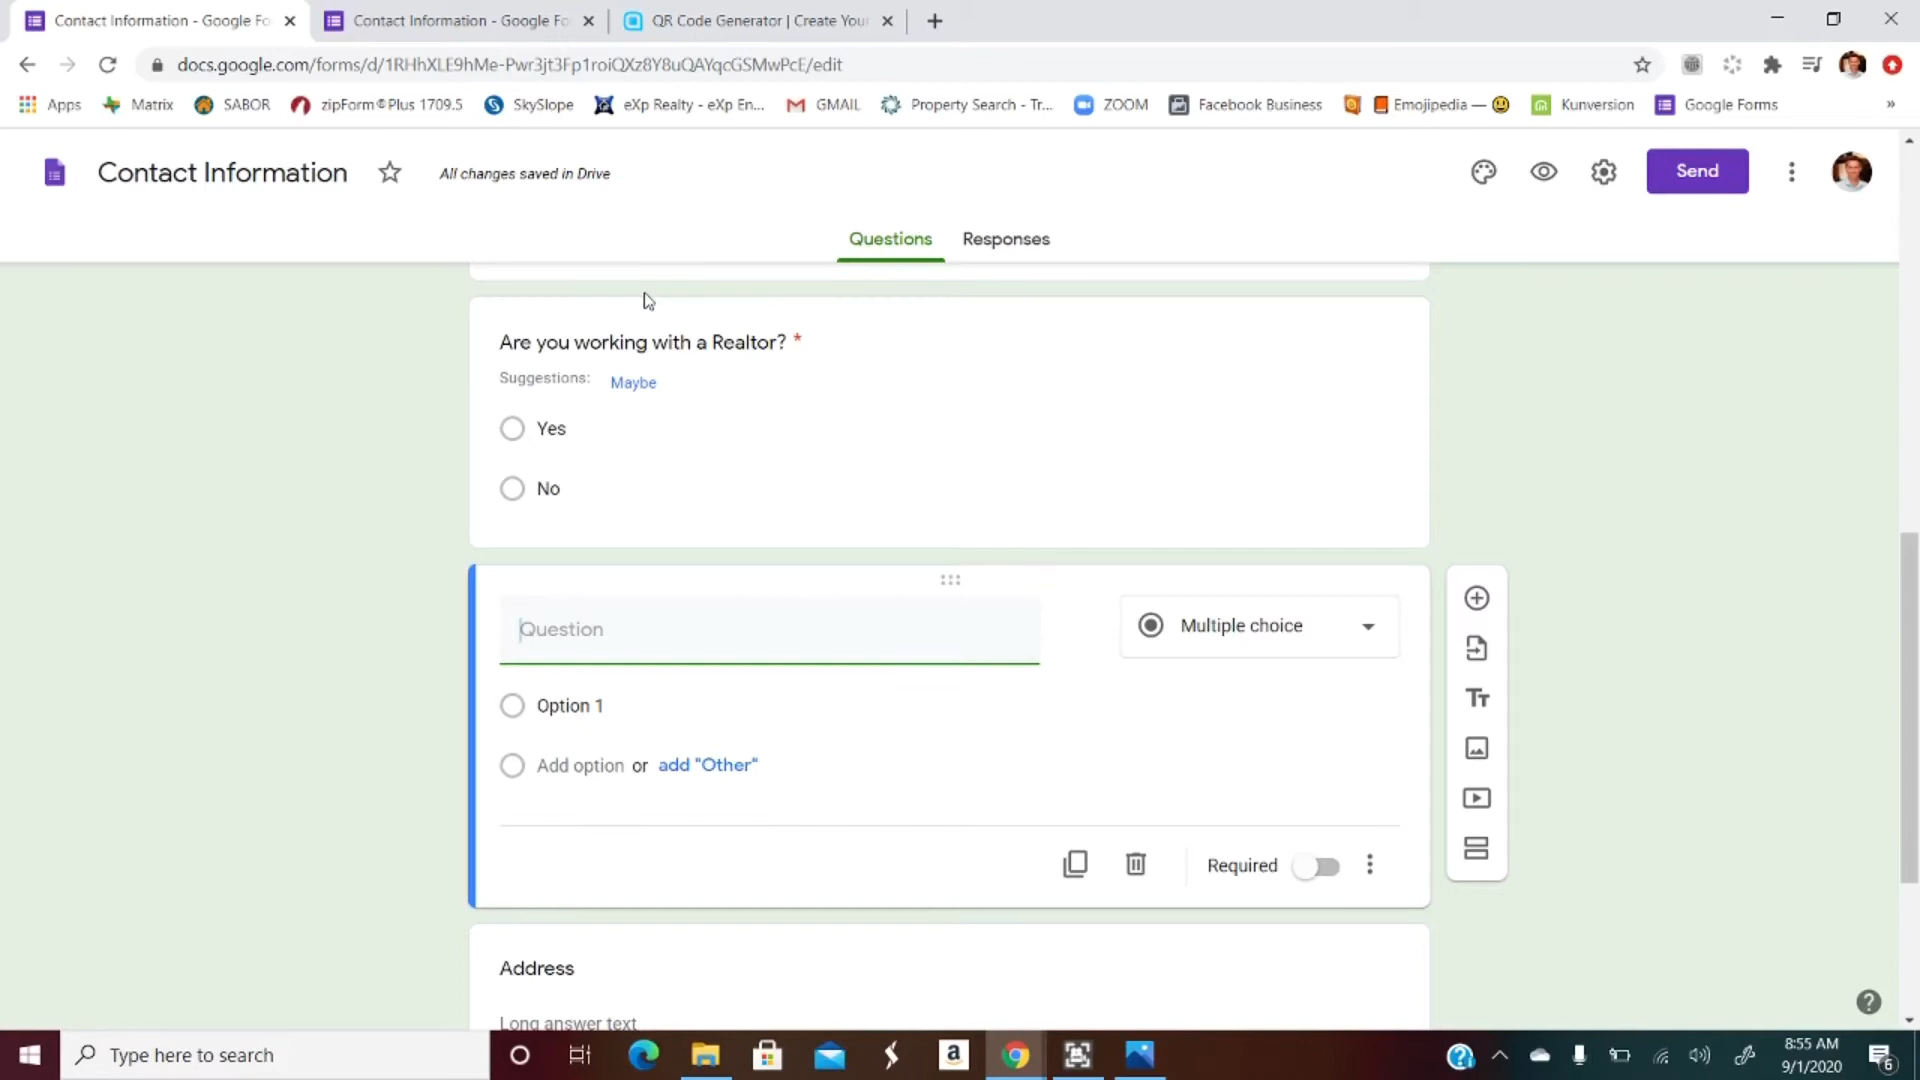 Contact Information - Google Fo
Contact Information - Google Fo
QR Code Generator | Create Your
docs.google.com/forms/d/1RHhXLE9hMe-Pwr3jt3Fp1roiQXz8Y8uQAYqcGSMwPcE/edit
Apps
Matrix
SABOR
zipForm®Plus 1709.5
SkySlope
eXp Realty - eXp En...
GMAIL
Property Search - Tr...
ZOOM
Facebook Business
Emojipedia — 😃
Kunversion
Google Forms
»
Contact Information
All changes saved in Drive
Send
Questions
Responses
Are you working with a Realtor? *
Suggestions: Maybe
Yes
No
Question
Multiple choice
Option 1
Add option or add "Other"
Required
Address
Long answer text
Type here to search
8:55 AM
9/1/2020
6